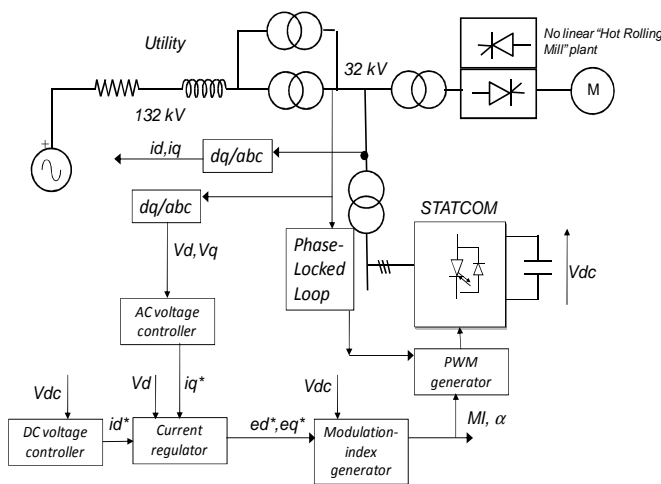 Utility
No linear “Hot Rolling
Mill” plant
32 kV
132 kV
M
+
id,iq
dq/abc
dq/abc
STATCOM
Vd,Vq
Phase-
Locked
Loop
Vdc
AC voltage
controller
PWM
generator
Vdc
Vd
iq*
Vdc
MI, α
DC voltage
controller
id*
Current
regulator
ed*,eq*
Modulation-
index
generator